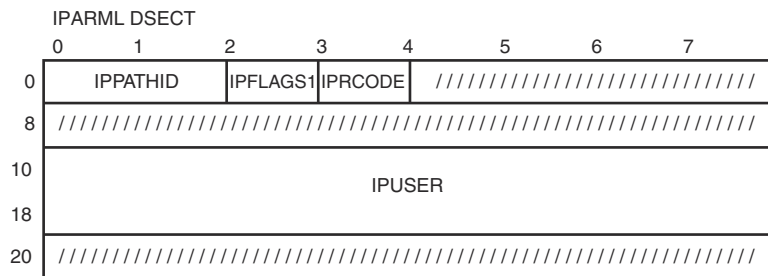 IPARML DSECT
0 1 2 3 4 5 6 7
0 IPPATHID IPFLAGS1 IPRCODE ///////////////////////////
8 ///////////////////////////////////////////////////////////
10
IPUSER
18
20 ///////////////////////////////////////////////////////////